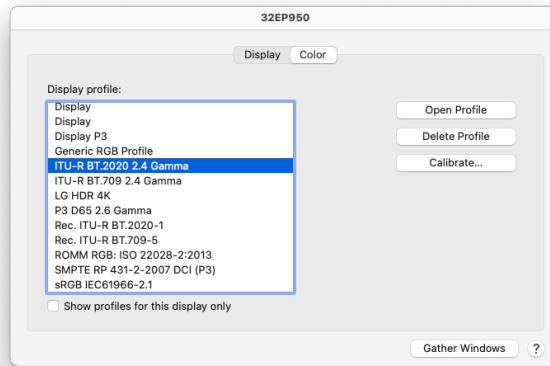 32EP950
Display Color
Display profile:
Display
Display
Display P3
Generic RGB Profile
ITU-R BT.2020 2.4 Gamma
ITU-R BT.709 2.4 Gamma
LG HDR 4K
P3 D65 2.6 Gamma
Rec. ITU-R BT.2020-1
Rec. ITU-R BT.709-5
ROMM RGB: ISO 22028-2:2013
SMPTE RP 431-2-2007 DCI (P3)
sRGB IEC61966-2.1
Show profiles for this display only
Open Profile
Delete Profile
Calibrate...
Gather Windows ?